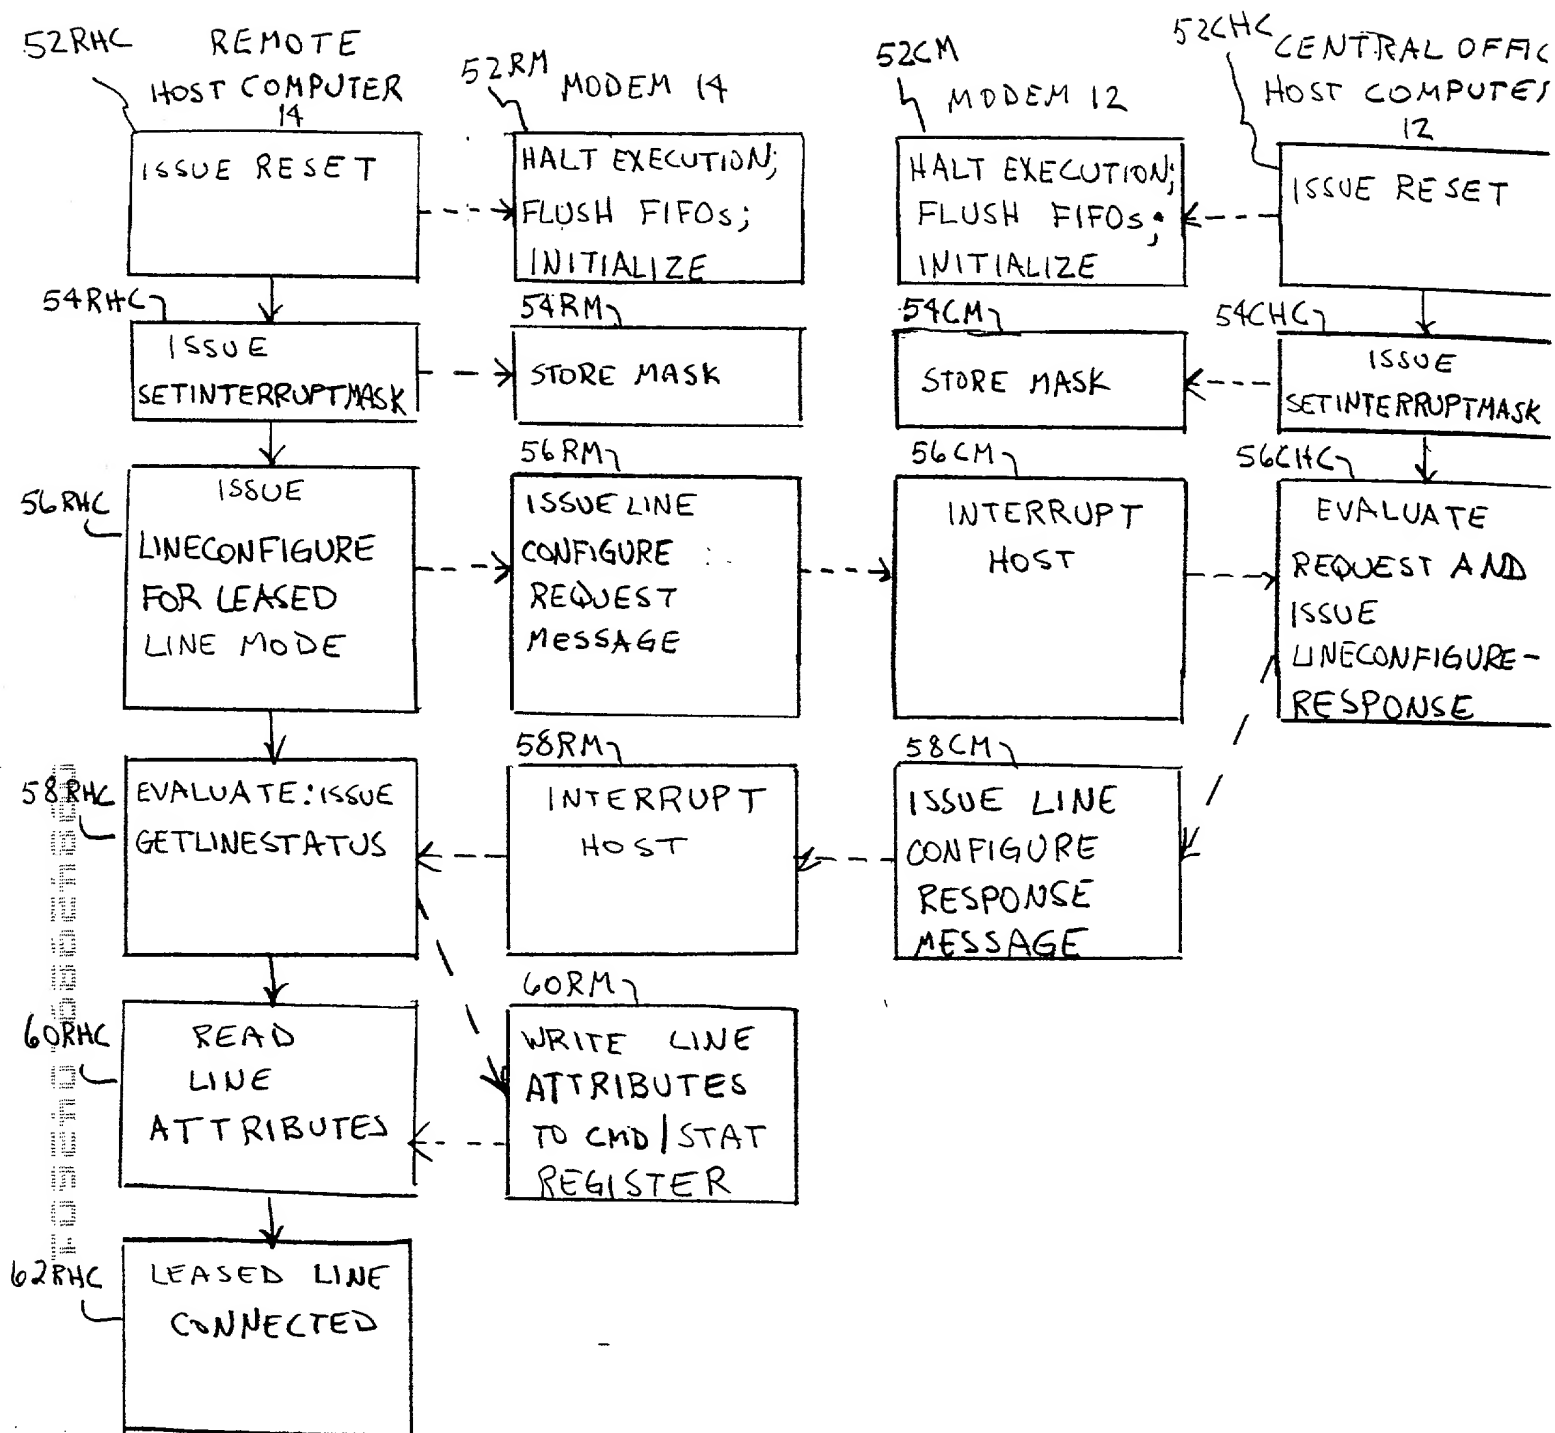 52RHC
REMOTE
HOST COMPUTER
14
52RM
MODEM 14
52CM
MODEM 12
52CHC
CENTRAL OFFIC
HOST COMPUTE
12
ISSUE RESET
HALT EXECUTION;
FLUSH FIFOs;
INITIALIZE
HALT EXECUTION;
FLUSH FIFOs;
INITIALIZE
ISSUE RESET
54RHC
54RM
54CM
54CHC
ISSUE
SETINTERRUPTMASK
STORE MASK
STORE MASK
ISSUE
SETINTERRUPTMASK
56RHC
56RM
56CM
56CHC
ISSUE
LINECONFIGURE
FOR LEASED
LINE MODE
ISSUE LINE
CONFIGURE
REQUEST
MESSAGE
INTERRUPT
HOST
EVALUATE
REQUEST AND
ISSUE
LINECONFIGURE-
RESPONSE
58RHC
58RM
58CM
EVALUATE: ISSUE
GETLINESTATUS
INTERRUPT
HOST
ISSUE LINE
CONFIGURE
RESPONSE
MESSAGE
60RHC
60RM
READ
LINE
ATTRIBUTES
WRITE LINE
ATTRIBUTES
TO CMD/STAT
REGISTER
62RHC
LEASED LINE
CONNECTED